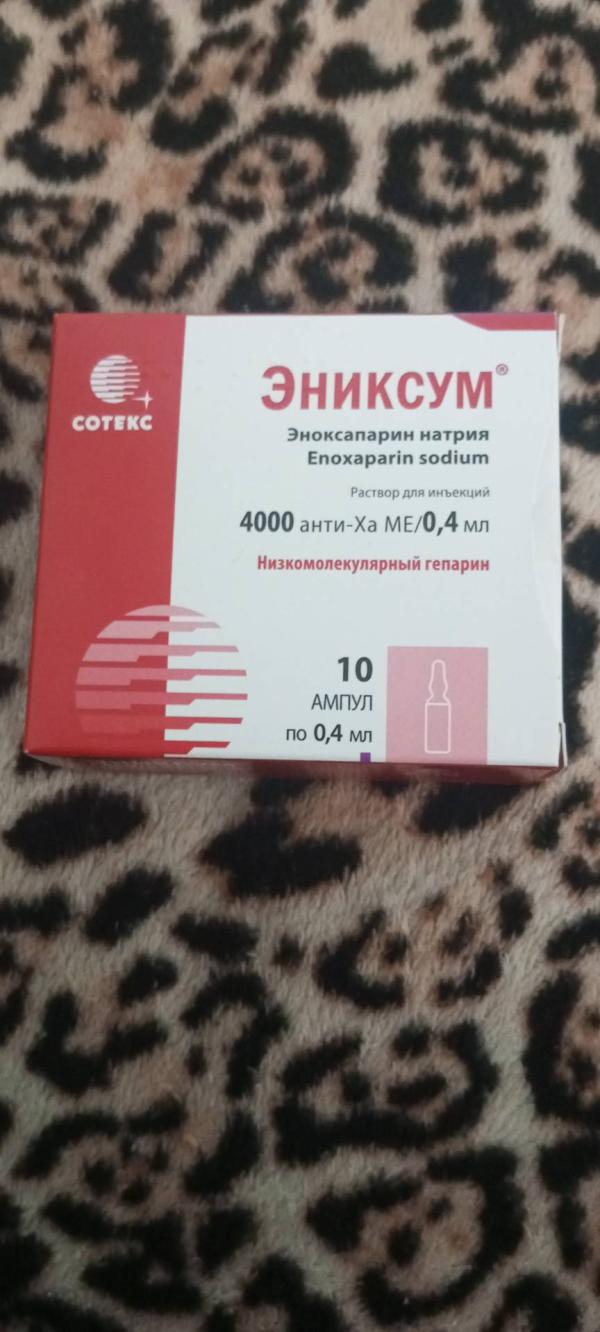 СОТЕКС
ЭНИКСУМ®
Эноксапарин натрия
Enoxaparin sodium
Раствор для инъекций
4000 анти-Ха МЕ/0,4 мл
Низкомолекулярный гепарин
10
АМПУЛ
по 0,4 мл